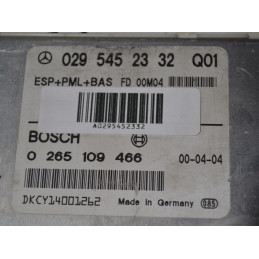 029 545 23 32 Q01
ESP+PML+BAS FD 00M04
A0295452332
BOSCH
0 265 109 466 00-04-04
DKCY14001262 Made in Germany